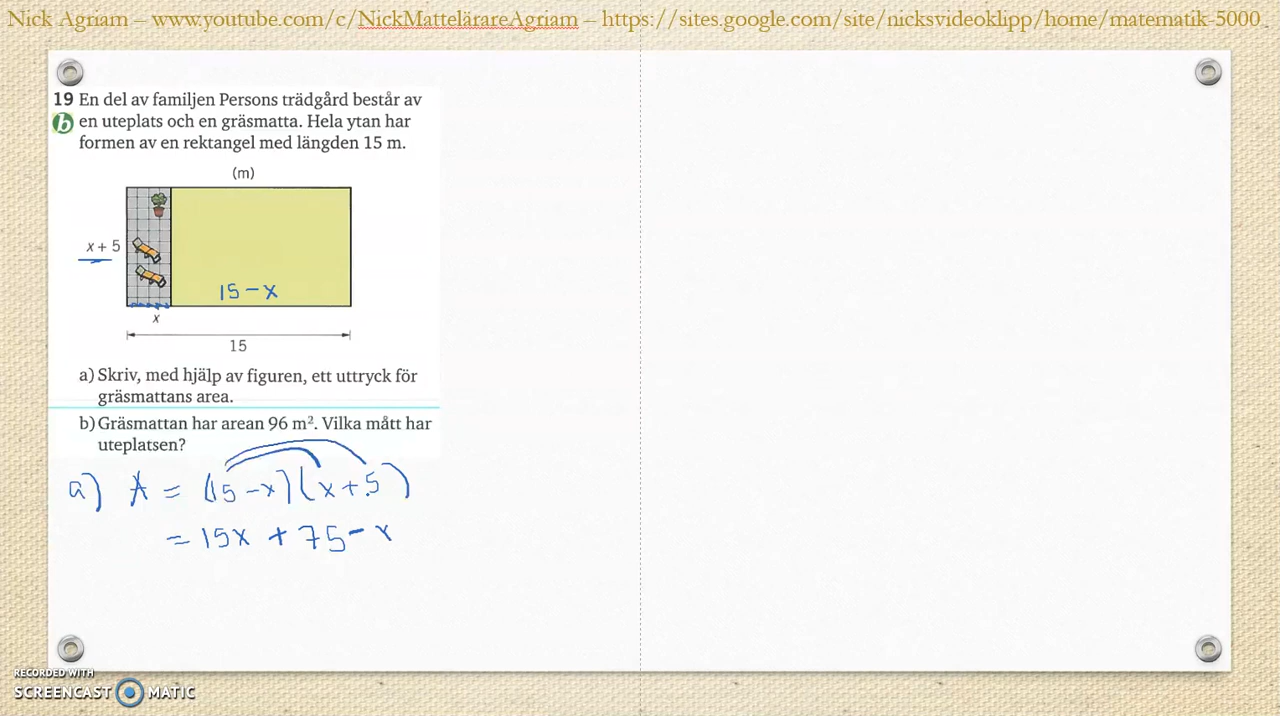 Nick Agriam – www.youtube.com/c/NickMattelärareAgriam – https://sites.google.com/site/nicksvideoklipp/home/matematik-5000
19 En del av familjen Persons trädgård består av
b en uteplats och en gräsmatta. Hela ytan har
formen av en rektangel med längden 15 m.
(m)
x + 5
15 - x
x
15
a) Skriv, med hjälp av figuren, ett uttryck för
gräsmattans area.
b) Gräsmattan har arean 96 m². Vilka mått har
uteplatsen?
a) A = (15 - x)(x + 5)
= 15x + 75 - x
RECORDED WITH
SCREENCAST MATIC